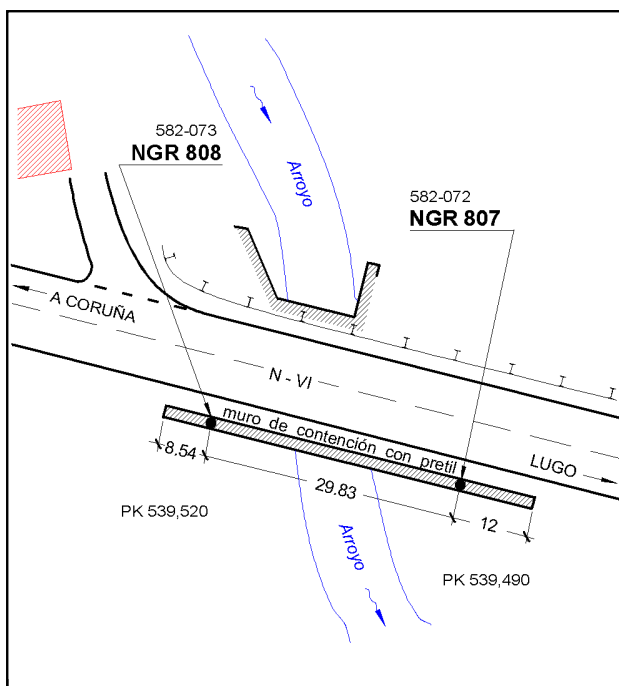 582-073
NGR 808
Arroyo
582-072
NGR 807
A CORUÑA
N - VI
muro de contención con pretil
LUGO
8.54
29.83
12
PK 539,520
Arroyo
PK 539,490